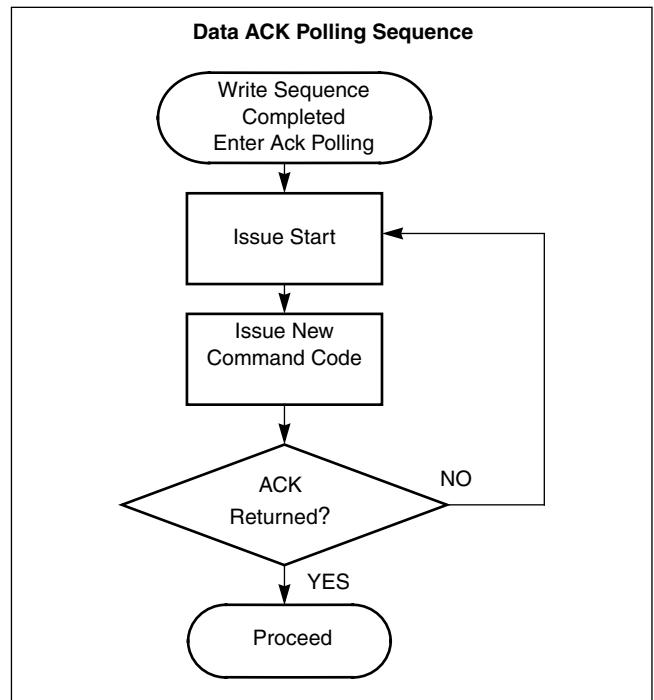 Data ACK Polling Sequence
Write Sequence
Completed
Enter Ack Polling
Issue Start
Issue New
Command Code
ACK
Returned?
NO
YES
Proceed